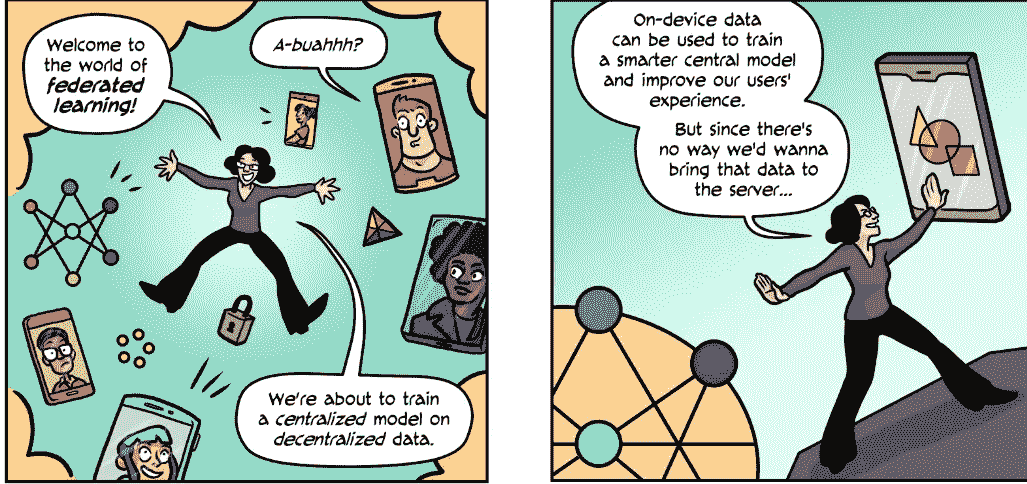 Welcome to
the world of
federated
learning!
A-buahhh?
We're about to train
a centralized model on
decentralized data.
On-device data
can be used to train
a smarter central model
and improve our users'
experience.
But since there's
no way we'd wanna
bring that data to
the server...